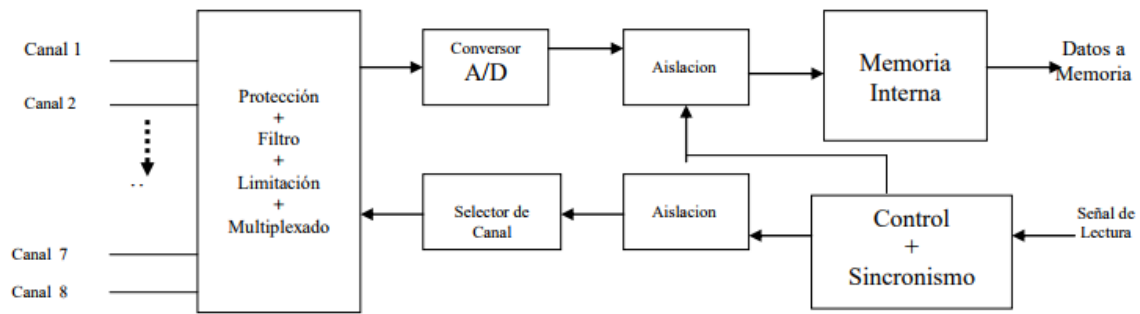 Canal 1
Canal 2
. .
Canal 7
Canal 8
Protección
+
Filtro
+
Limitación
+
Multiplexado
Conversor
A/D
Aislacion
Memoria
Interna
Datos a
Memoria
Selector de
Canal
Aislacion
Control
+
Sincronismo
Señal de
Lectura